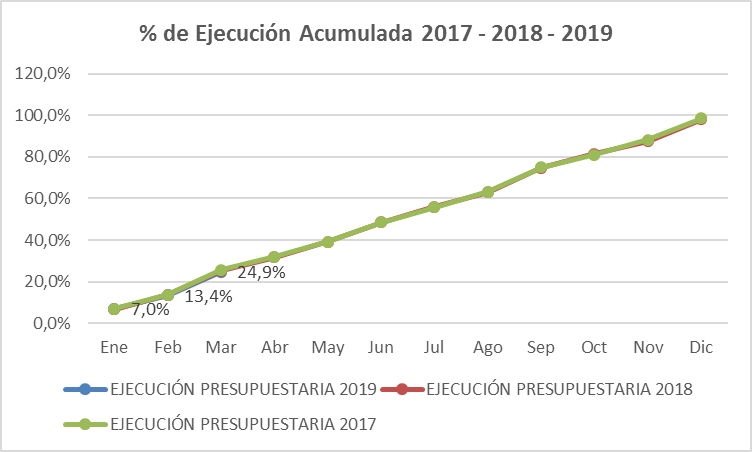 % de Ejecución Acumulada 2017 - 2018 - 2019
120,0%
100,0%
80,0%
60,0%
40,0%
20,0%
0,0%
24,9%
13,4%
7,0%
Ene Feb Mar Abr May Jun Jul Ago Sep Oct Nov Dic
EJECUCIÓN PRESUPUESTARIA 2019 EJECUCIÓN PRESUPUESTARIA 2018
EJECUCIÓN PRESUPUESTARIA 2017